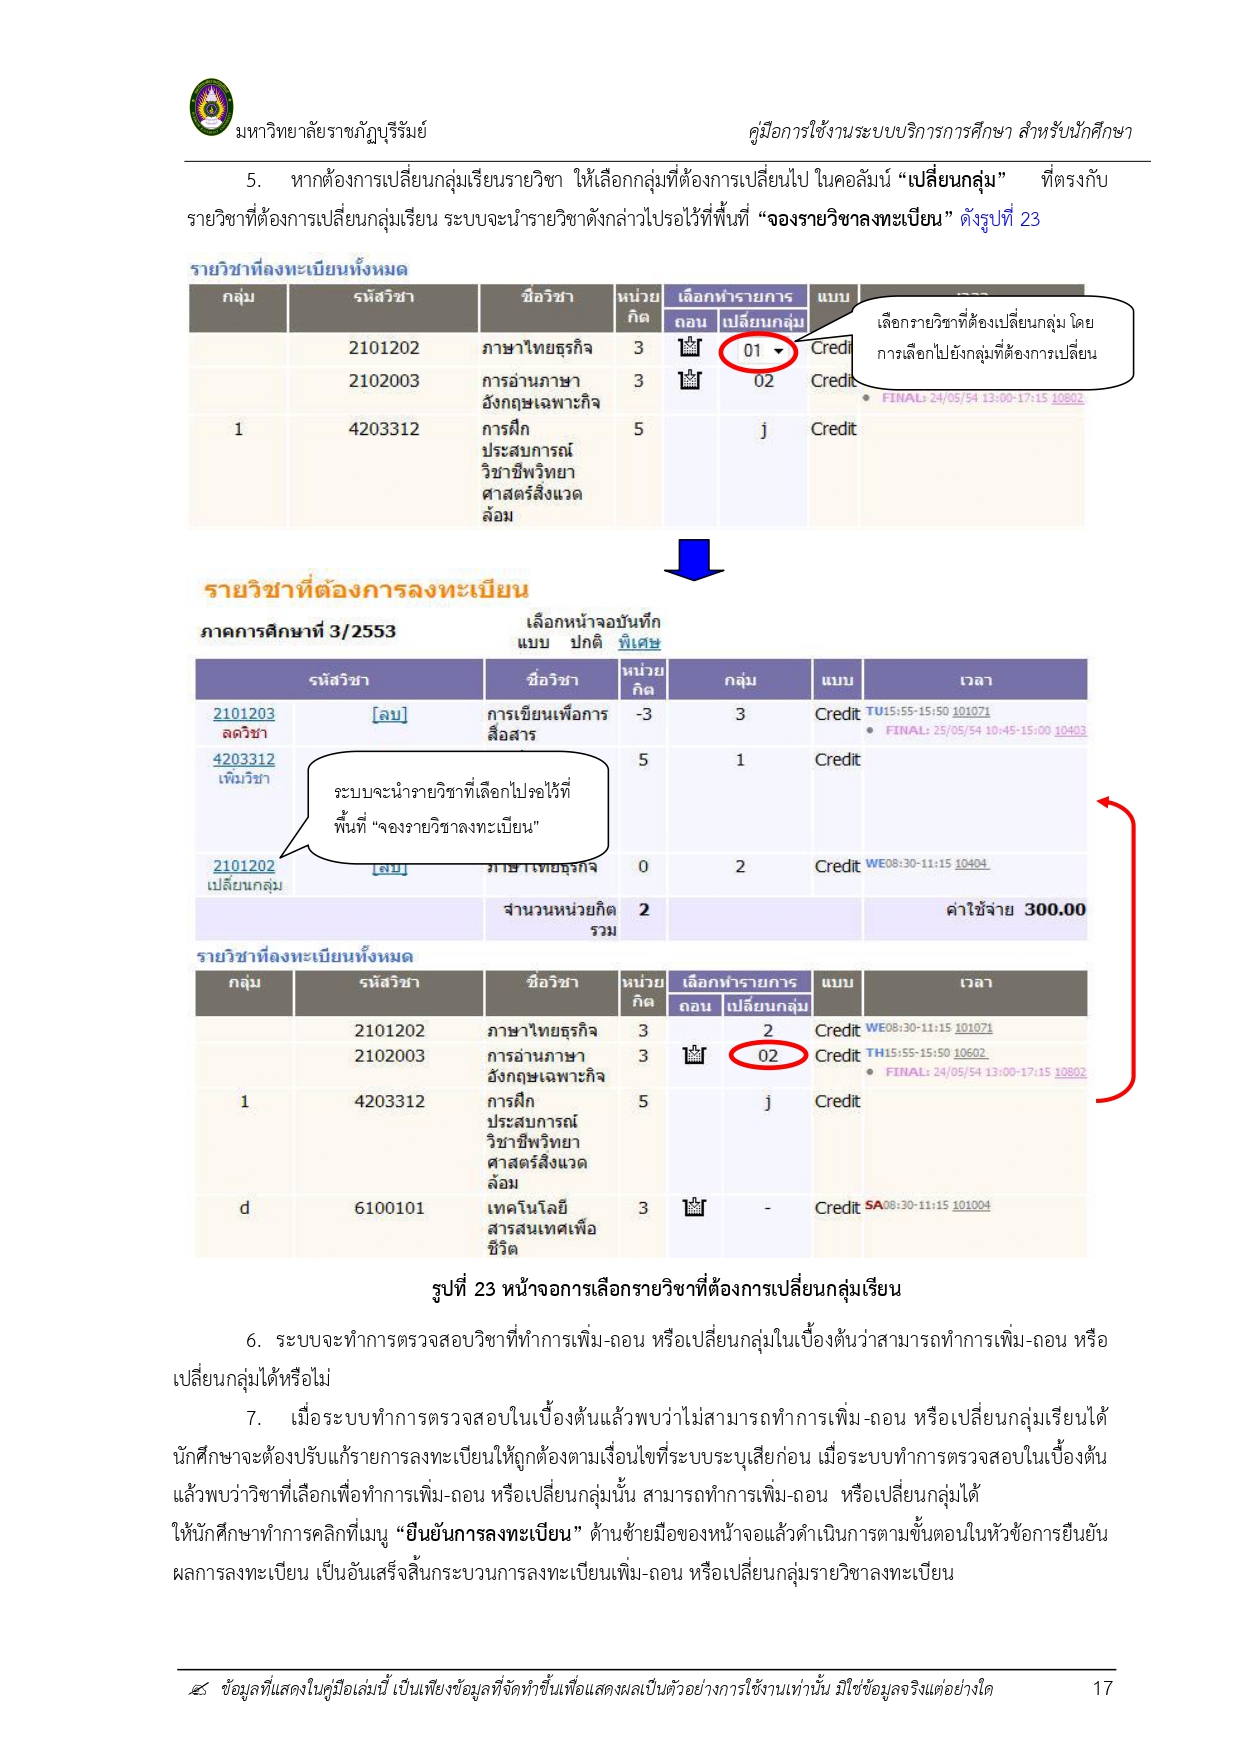 มหาวิทยาลัยราชภัฏบุรีรัมย์ คู่มือการใช้งานระบบบริการการศึกษา สำหรับนักศึกษา
5. หากต้องการเปลี่ยนกลุ่มเรียนรายวิชา ให้เลือกกลุ่มที่ต้องการเปลี่ยนไป ในคอลัมน์ “เปลี่ยนกลุ่ม” ที่ตรงกับ
รายวิชาที่ต้องการเปลี่ยนกลุ่มเรียน ระบบจะนำรายวิชาดังกล่าวไปรอไว้ที่พื้นที่ “จองรายวิชาลงทะเบียน” ดังรูปที่ 23
รายวิชาที่ลงทะเบียนทั้งหมด
กลุ่ม รหัสวิชา ชื่อวิชา หน่วย เลือกทำรายการ แบบ
กิต ถอน เปลี่ยนกลุ่ม
เลือกรายวิชาที่ต้องเปลี่ยนกลุ่ม โดย
การเลือกไปยังกลุ่มที่ต้องการเปลี่ยน
2101202 ภาษาไทยธุรกิจ 3 01 Credit
2102003 การอ่านภาษา 3 02 Credit
อังกฤษเฉพาะกิจ FINAL: 24/05/54 13:00-17:15 10802
1 4203312 การฝึก 5 j Credit
ประสบการณ์
วิชาชีพวิทยา
ศาสตร์สิ่งแวด
ล้อม
รายวิชาที่ต้องการลงทะเบียน
ภาคการศึกษาที่ 3/2553 เลือกหน้าจอบันทึก
แบบ ปกติ พิเศษ
รหัสวิชา ชื่อวิชา หน่วย กลุ่ม แบบ เวลา
กิต
2101203 [ลบ] การเขียนเพื่อการ -3 3 Credit TU15:55-15:50 101071
ลดวิชา สื่อสาร FINAL: 25/05/54 10:45-15:00 10403
4203312 5 1 Credit
เพิ่มวิชา
ระบบจะนำรายวิชาที่เลือกไปรอไว้ที่
พื้นที่ “จองรายวิชาลงทะเบียน”
2101202 [ลบ] ภาษาไทยธุรกิจ 0 2 Credit WE08:30-11:15 10404
เปลี่ยนกลุ่ม
จำนวนหน่วยกิต 2 ค่าใช้จ่าย 300.00
รวม
รายวิชาที่ลงทะเบียนทั้งหมด
กลุ่ม รหัสวิชา ชื่อวิชา หน่วย เลือกทำรายการ แบบ เวลา
กิต ถอน เปลี่ยนกลุ่ม
2101202 ภาษาไทยธุรกิจ 3 2 Credit WE08:30-11:15 101071
2102003 การอ่านภาษา 3 02 Credit TH15:55-15:50 10602
อังกฤษเฉพาะกิจ FINAL: 24/05/54 13:00-17:15 10802
1 4203312 การฝึก 5 j Credit
ประสบการณ์
วิชาชีพวิทยา
ศาสตร์สิ่งแวด
ล้อม
d 6100101 เทคโนโลยี 3 - Credit SA08:30-11:15 101004
สารสนเทศเพื่อ
ชีวิต
รูปที่ 23 หน้าจอการเลือกรายวิชาที่ต้องการเปลี่ยนกลุ่มเรียน
6. ระบบจะทำการตรวจสอบวิชาที่ทำการเพิ่ม-ถอน หรือเปลี่ยนกลุ่มในเบื้องต้นว่าสามารถทำการเพิ่ม-ถอน หรือ
เปลี่ยนกลุ่มได้หรือไม่
7. เมื่อระบบทำการตรวจสอบในเบื้องต้นแล้วพบว่าไม่สามารถทำการเพิ่ม-ถอน หรือเปลี่ยนกลุ่มเรียนได้
นักศึกษาจะต้องปรับแก้รายการลงทะเบียนให้ถูกต้องตามเงื่อนไขที่ระบบระบุเสียก่อน เมื่อระบบทำการตรวจสอบในเบื้องต้น
แล้วพบว่าวิชาที่เลือกเพื่อทำการเพิ่ม-ถอน หรือเปลี่ยนกลุ่มนั้น สามารถทำการเพิ่ม-ถอน หรือเปลี่ยนกลุ่มได้
ให้นักศึกษาทำการคลิกที่เมนู “ยืนยันการลงทะเบียน” ด้านซ้ายมือของหน้าจอแล้วดำเนินการตามขั้นตอนในหัวข้อการยืนยัน
ผลการลงทะเบียน เป็นอันเสร็จสิ้นกระบวนการลงทะเบียนเพิ่ม-ถอน หรือเปลี่ยนกลุ่มรายวิชาลงทะเบียน
ข้อมูลที่แสดงในคู่มือเล่มนี้ เป็นเพียงข้อมูลที่จัดทำขึ้นเพื่อแสดงผลเป็นตัวอย่างการใช้งานเท่านั้น มิใช่ข้อมูลจริงแต่อย่างใด 17